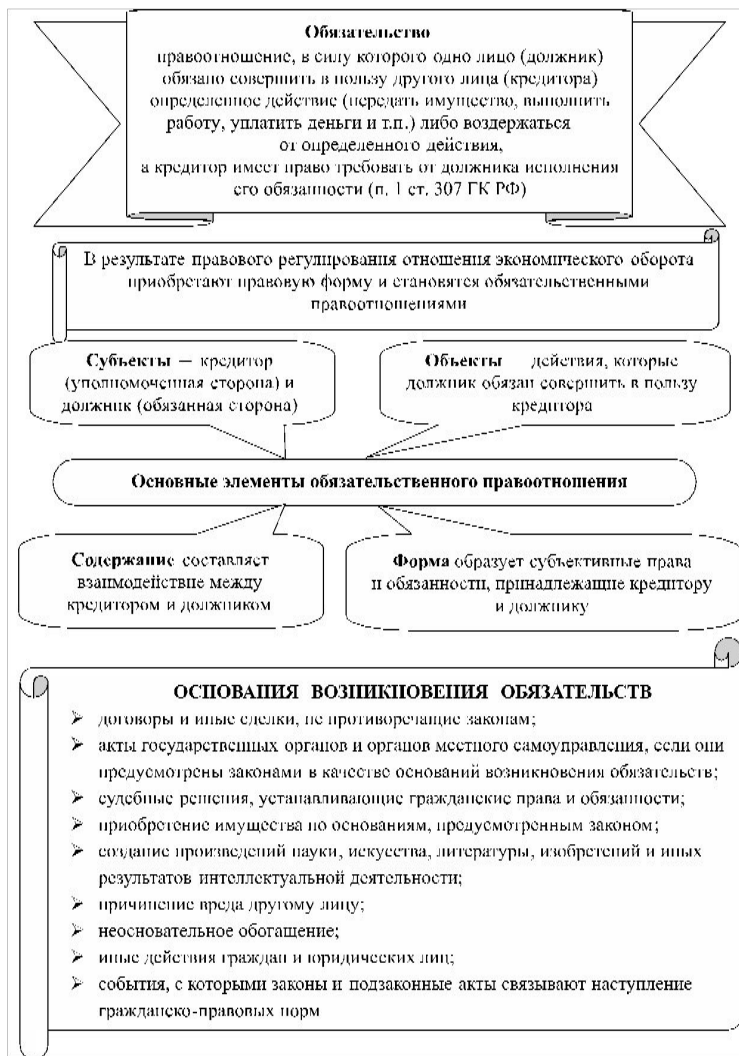 Обязательство
правоотношение, в силу которого одно лицо (должник)
обязано совершить в пользу другого лица (кредитора)
определенное действие (передать имущество, выполнить
работу, уплатить деньги и т.п.) либо воздержаться
от определенного действия,
а кредитор имеет право требовать от должника исполнения
его обязанности (п. 1 ст. 307 ГК РФ)
В результате правового регулирования отношения экономического оборота
приобретают правовую форму и становятся обязательственными
правоотношениями
Субъекты — кредитор
(уполномоченная сторона) и
должник (обязанная сторона)
Объекты действия, которые
должник обязан совершить в пользу
кредитора
Основные элементы обязательственного правоотношения
Содержание составляет
взаимодействие между
кредитором и должником
Форма образует субъективные права
и обязанности, принадлежащие кредитору
и должнику
ОСНОВАНИЯ ВОЗНИКНОВЕНИЯ ОБЯЗАТЕЛЬСТВ
➢ договоры и иные сделки, не противоречащие законам;
➢ акты государственных органов и органов местного самоуправления, если они
предусмотрены законами в качестве оснований возникновения обязательств;
➢ судебные решения, устанавливающие гражданские права и обязанности;
➢ приобретение имущества по основаниям, предусмотренным законом;
➢ создание произведений науки, искусства, литературы, изобретений и иных
результатов интеллектуальной деятельности;
➢ причинение вреда другому лицу;
➢ неосновательное обогащение;
➢ иные действия граждан и юридических лиц;
➢ события, с которыми законы и подзаконные акты связывают наступление
гражданско-правовых норм